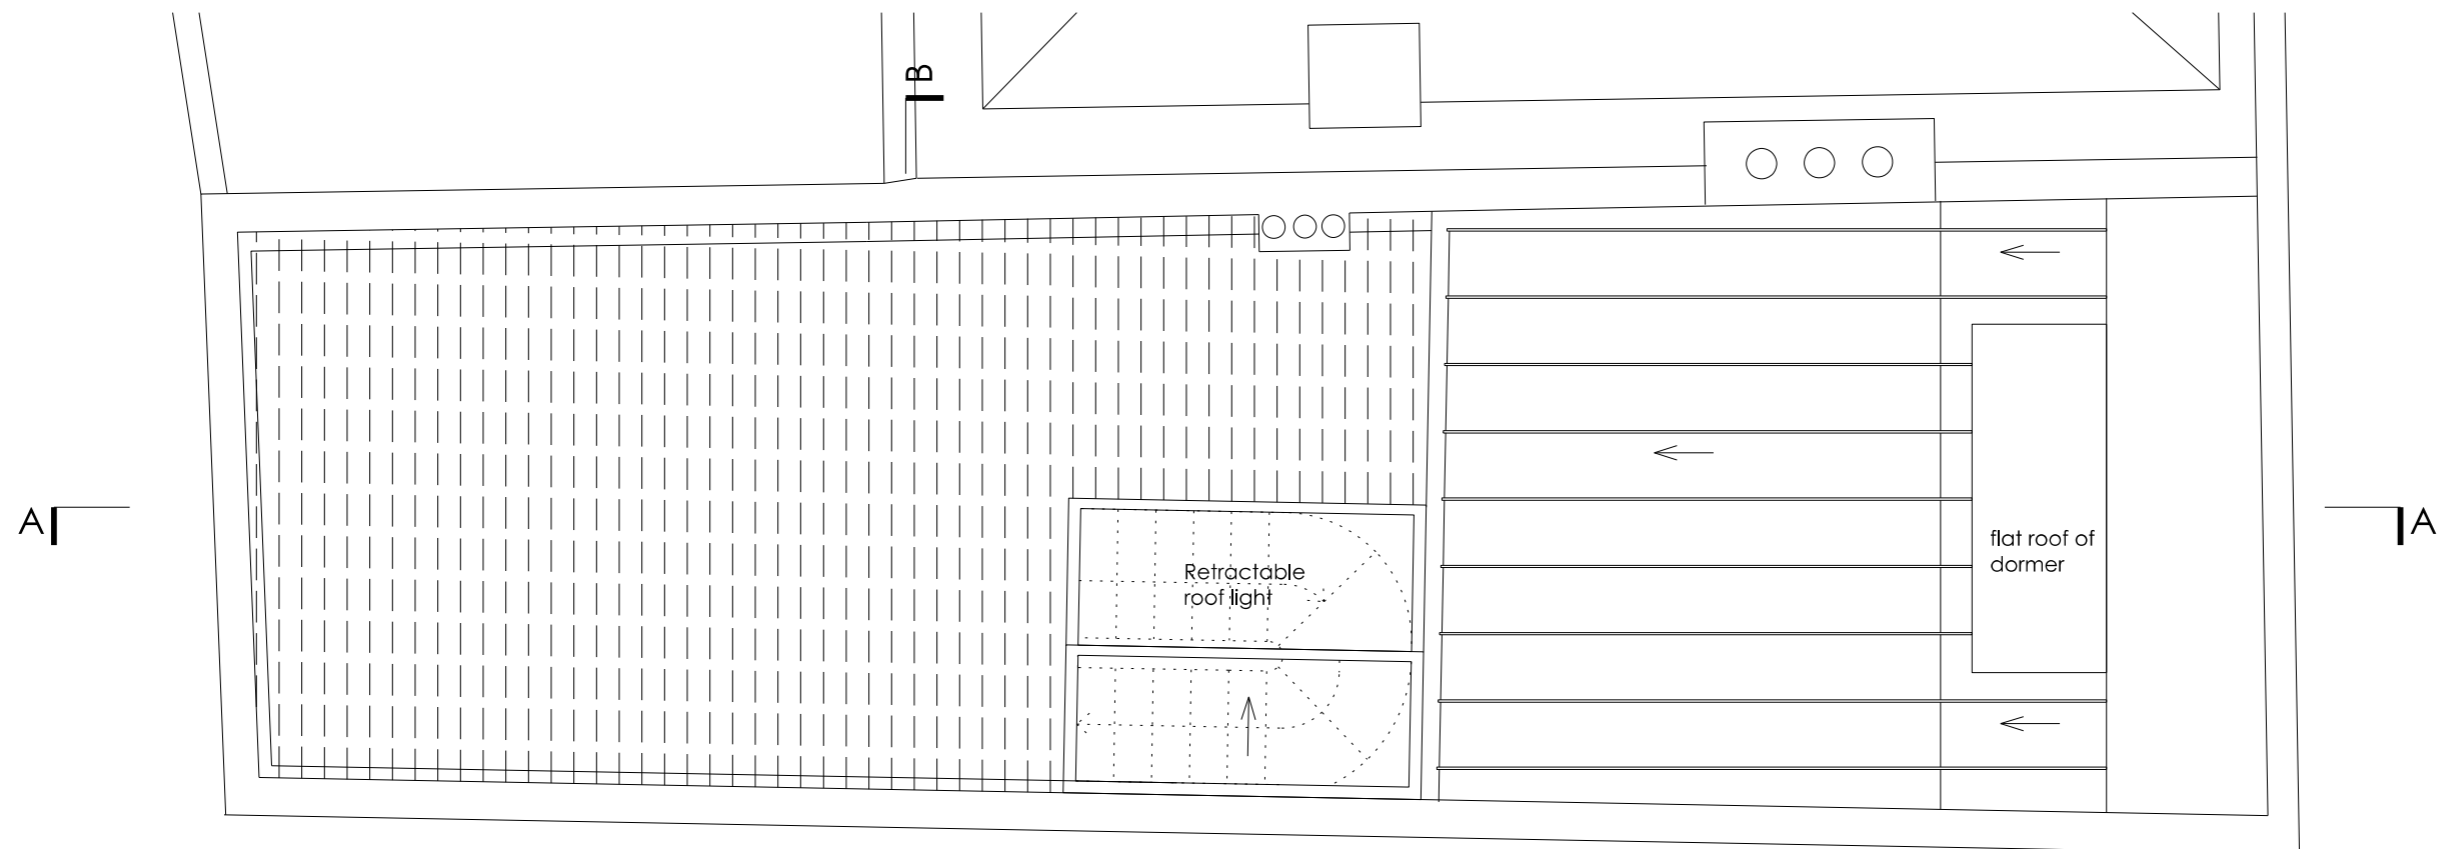 B
A
A
flat roof of
dormer
Retractable
roof light